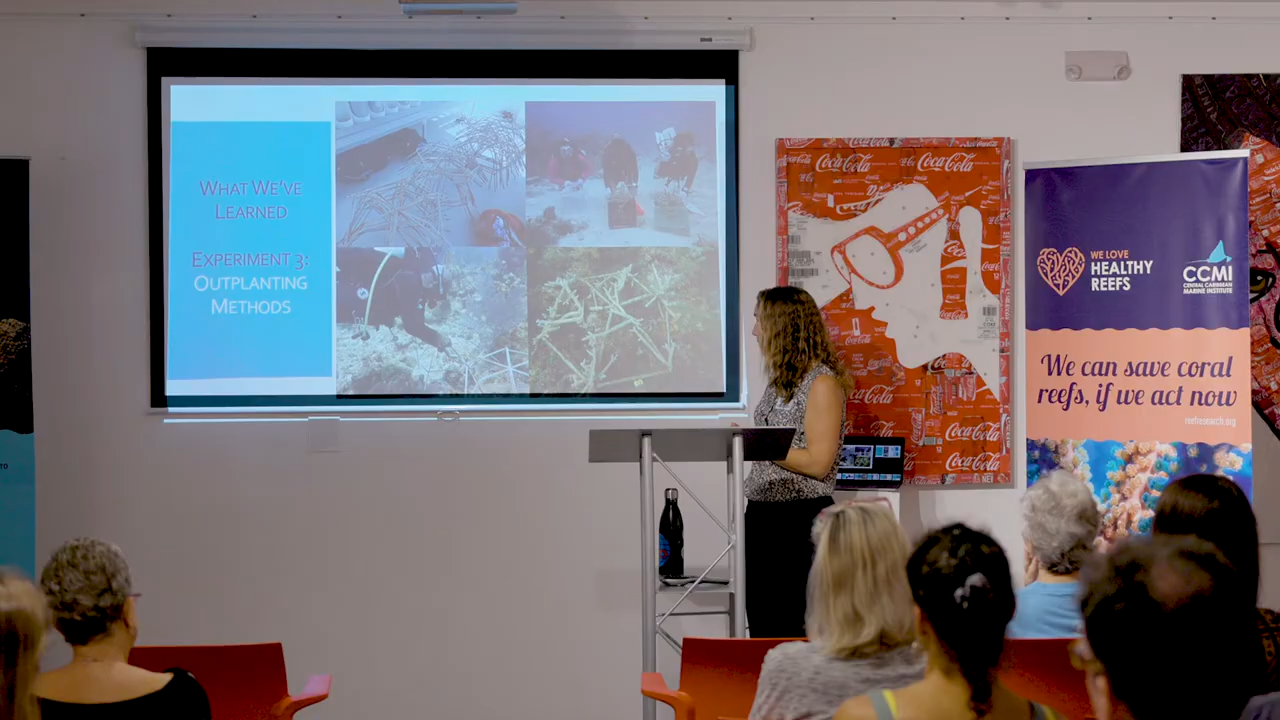 What We've
Learned
Experiment 3:
Outplanting
Methods
Coca-Cola
Coca-Cola
Coca-Cola
Coca-Cola
Coca-Cola
WE LOVE
HEALTHY
REEFS
CCMI
CENTRAL CARIBBEAN
MARINE INSTITUTE
We can save coral
reefs, if we act now
reefresearch.org